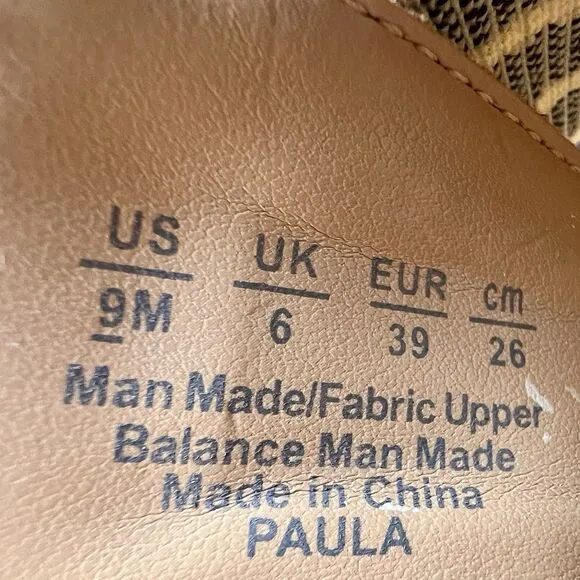 US UK EUR cm
9M 6 39 26
Man Made/Fabric Upper
Balance Man Made
Made in China
PAULA